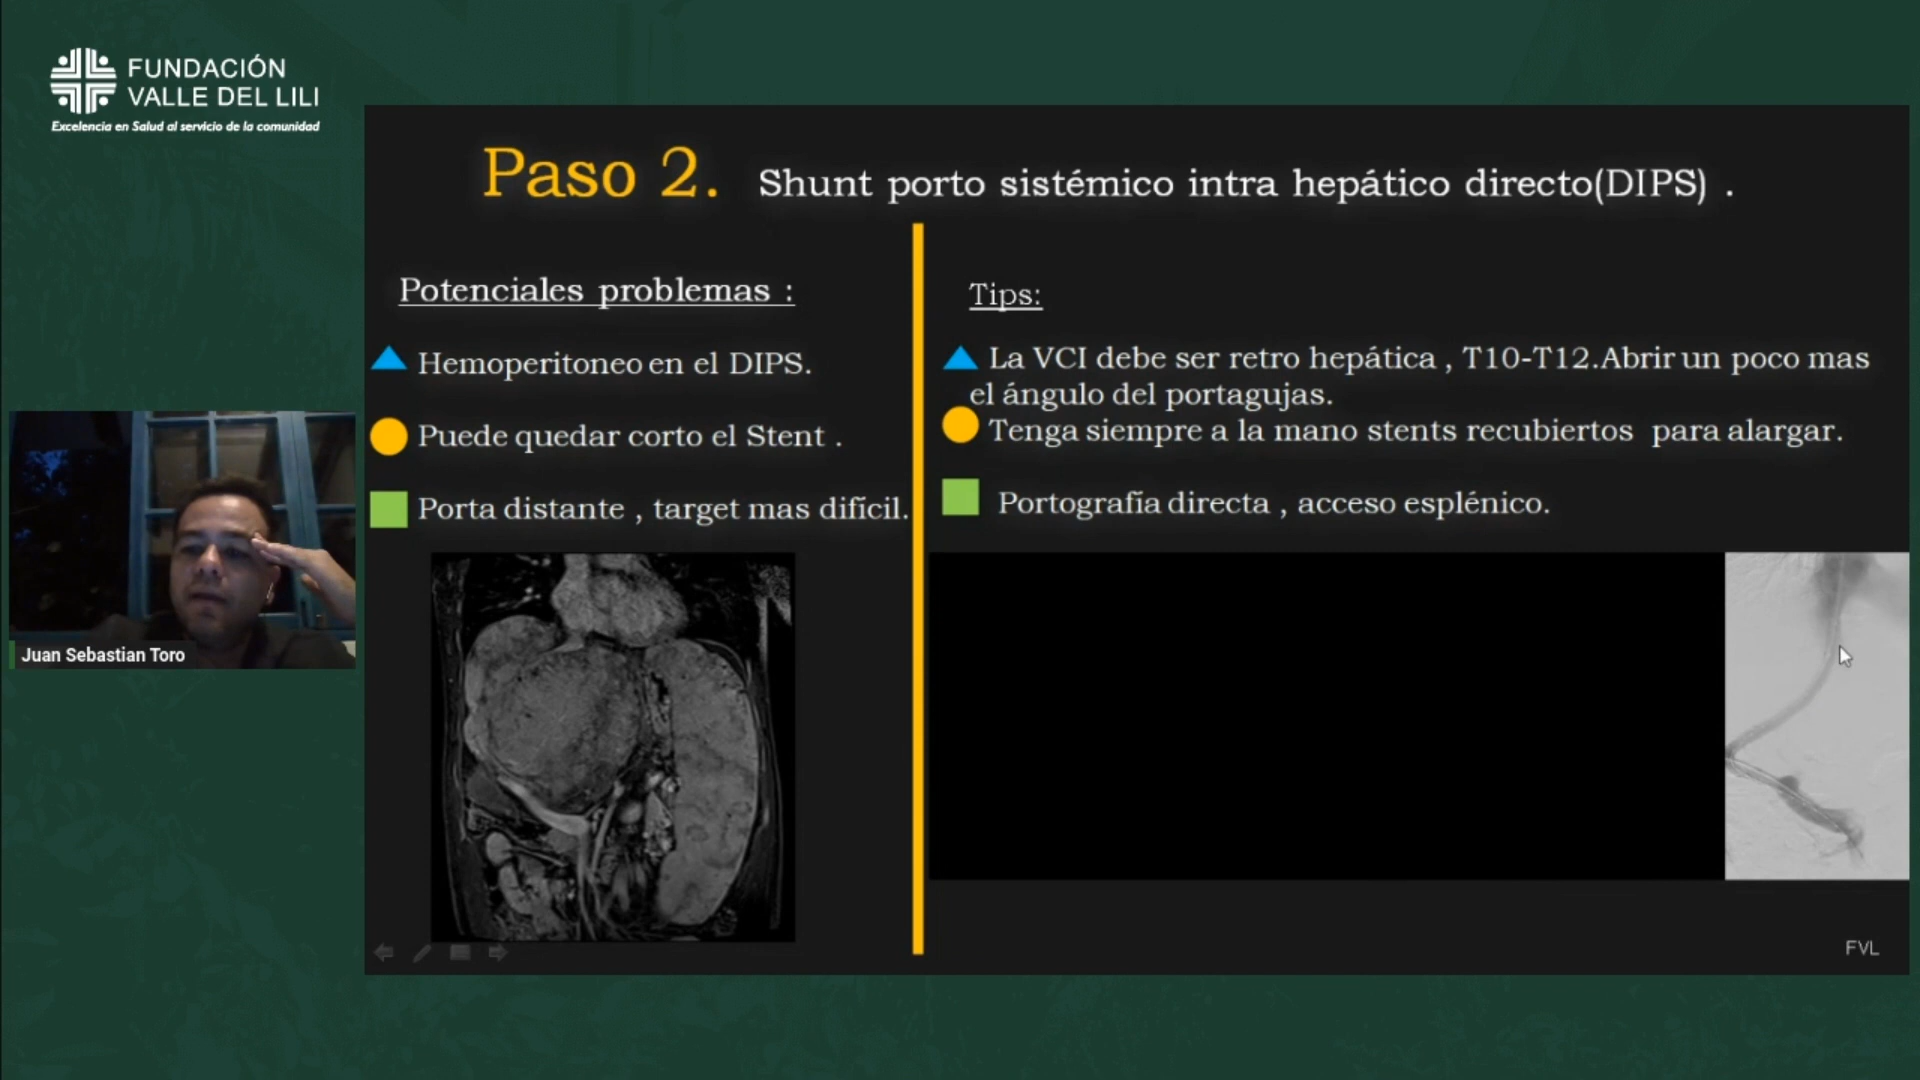 FUNDACIÓN
VALLE DEL LILI
Excelencia en Salud al servicio de la comunidad
Paso 2. Shunt porto sistémico intra hepático directo(DIPS) .
Potenciales problemas :
Hemoperitoneo en el DIPS.
Puede quedar corto el Stent .
Porta distante , target mas difícil.
Tips:
La VCI debe ser retro hepática , T10-T12.Abrir un poco mas
el ángulo del portagujas.
Tenga siempre a la mano stents recubiertos para alargar.
Portografía directa , acceso esplénico.
Juan Sebastian Toro
FVL